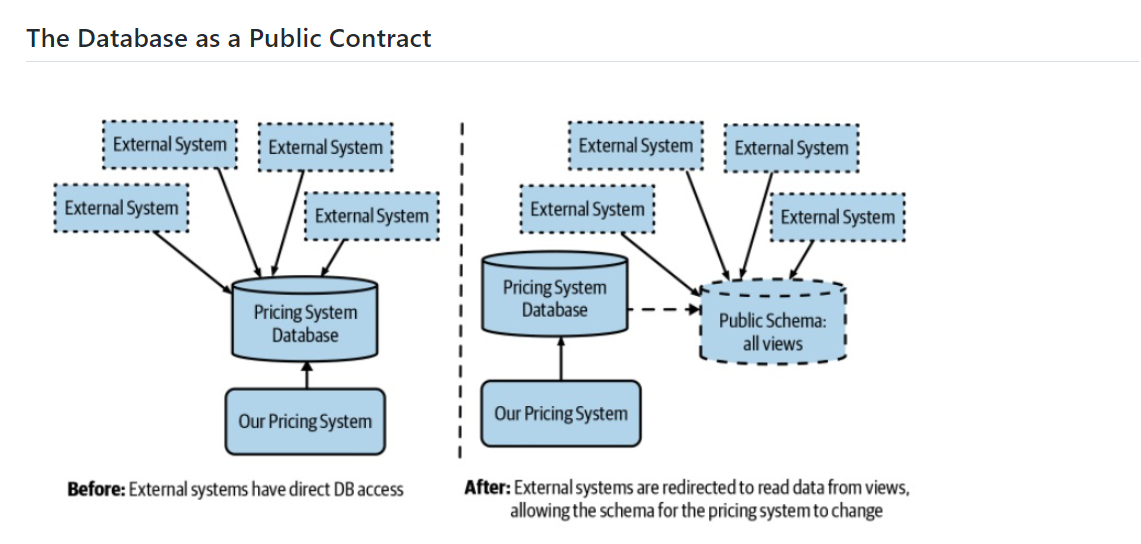 The Database as a Public Contract
External System
External System
External System
External System
Pricing System
Database
Our Pricing System
Before: External systems have direct DB access
External System
External System
External System
External System
Pricing System
Database
Public Schema:
all views
Our Pricing System
After: External systems are redirected to read data from views,
allowing the schema for the pricing system to change